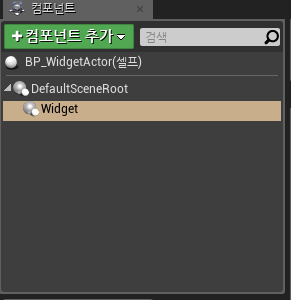 컴포넌트
+컴포넌트 추가
검색
BP_WidgetActor(셀프)
DefaultSceneRoot
Widget